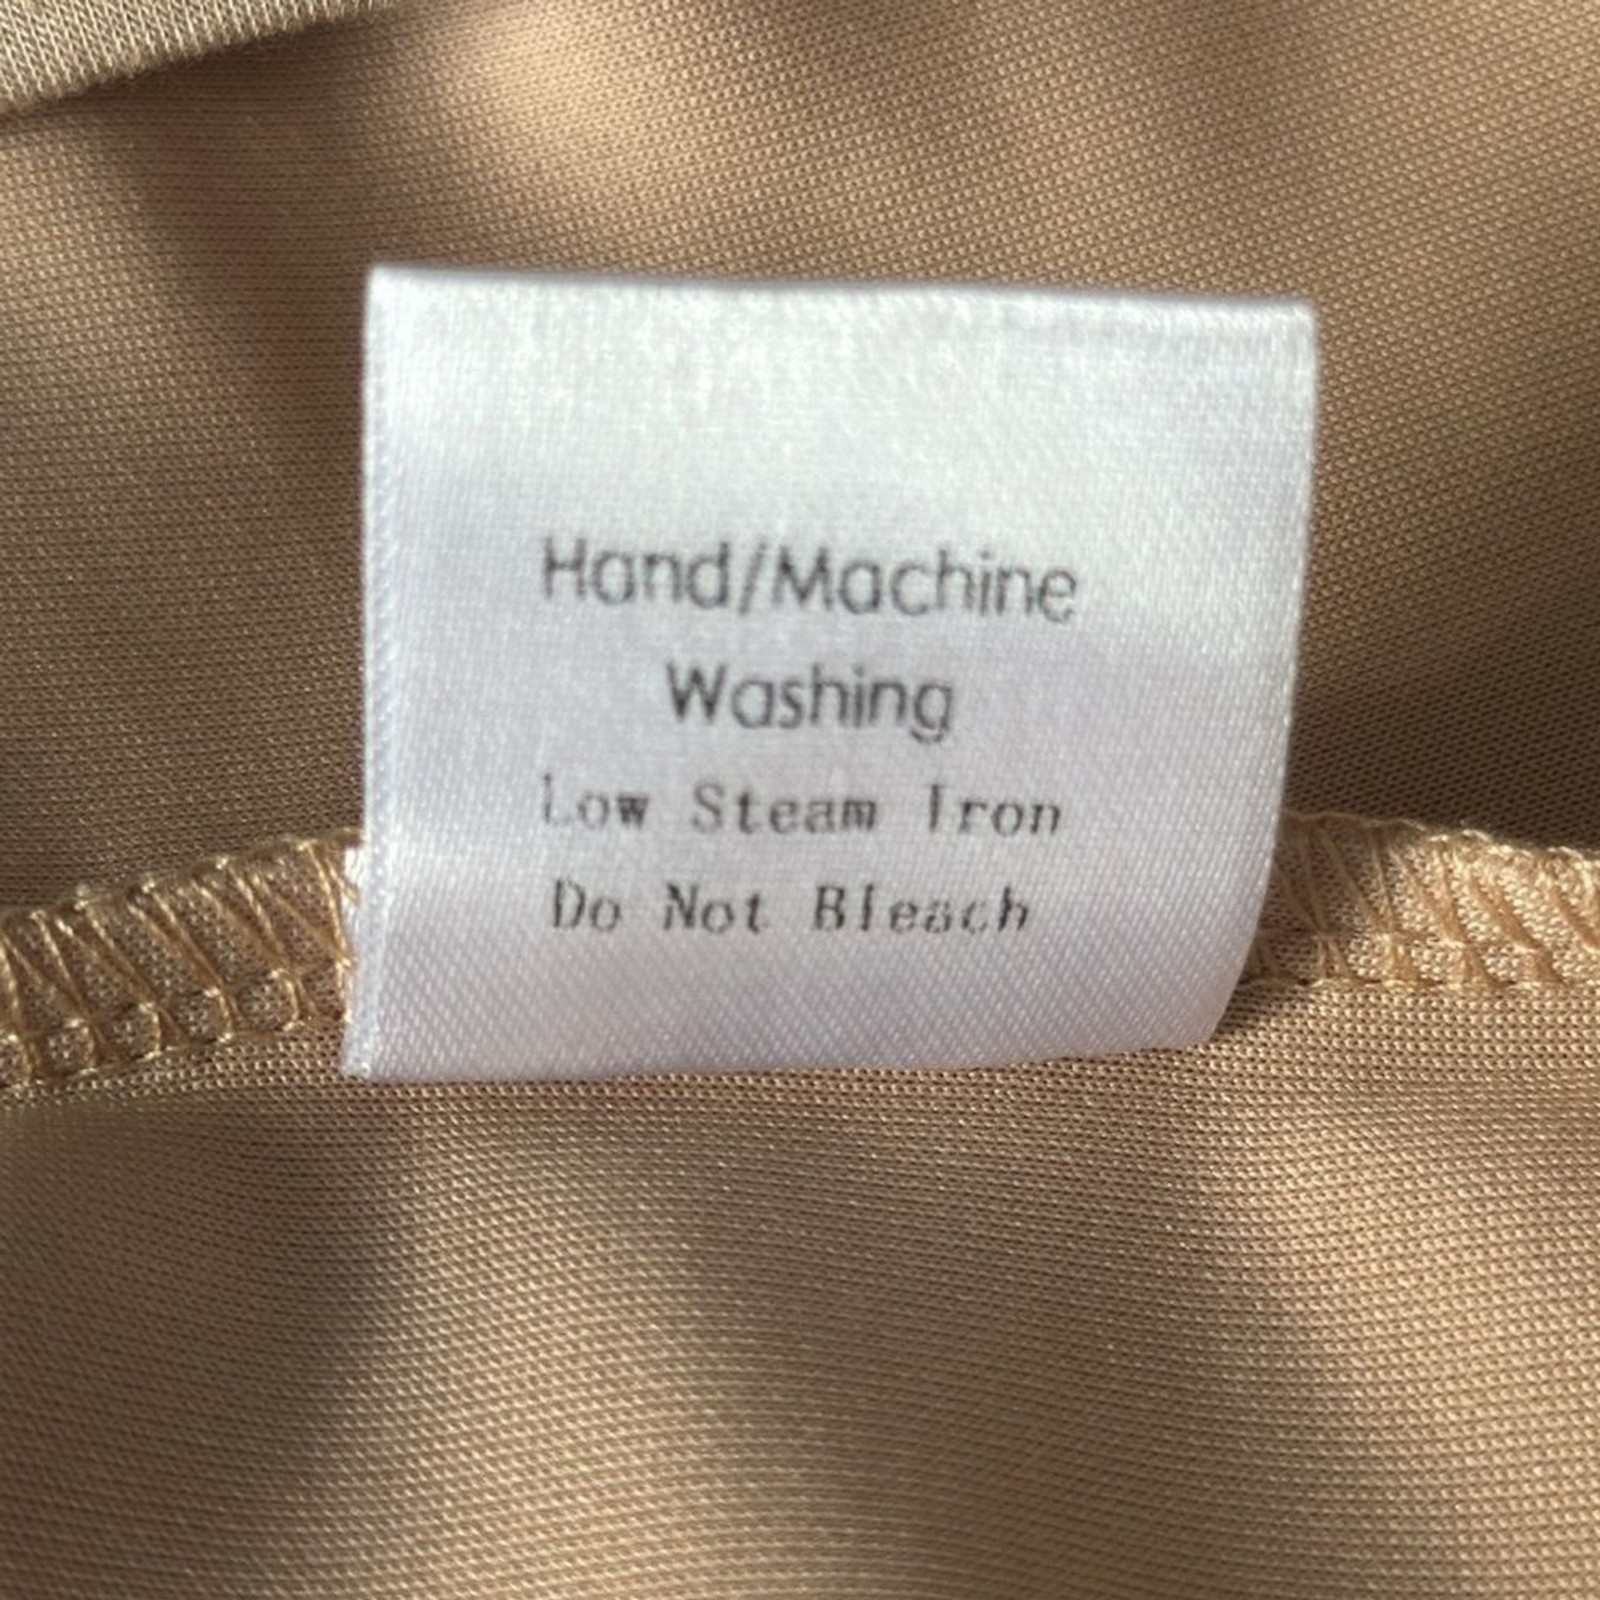 Hand/Machine
Washing
Low Steam Iron
Do Not Bleach